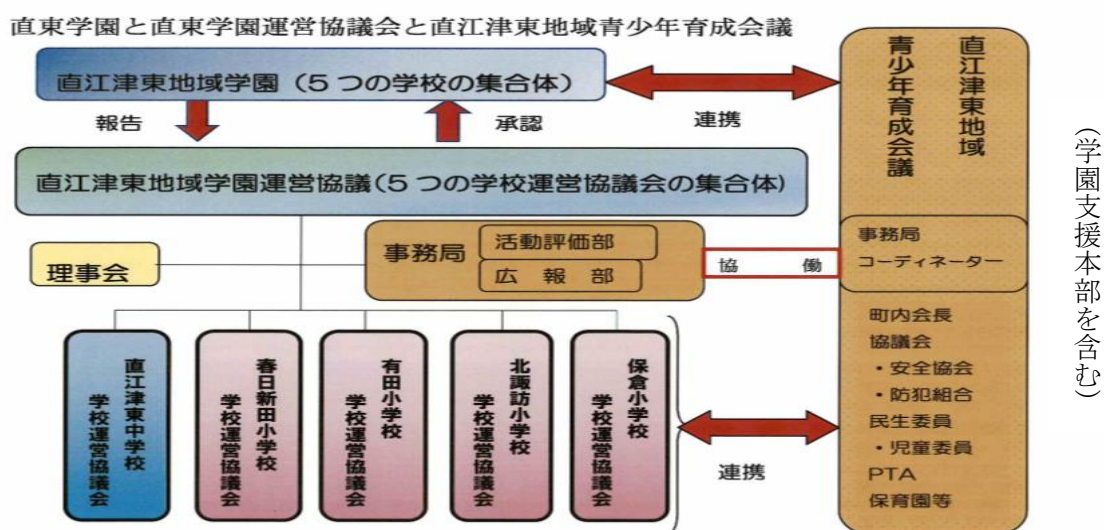 直東学園と直東学園運営協議会と直江津東地域青少年育成会議
直江津東地域学園（5つの学校の集合体）
報告
承認
連携
直江津東地域学園運営協議(5つの学校運営協議会の集合体)
理事会
事務局
活動評価部
広報部
協働
直江津東中学校
学校運営協議会
春日新田小学校
学校運営協議会
有田小学校
学校運営協議会
北諏訪小学校
学校運営協議会
保倉小学校
学校運営協議会
連携
直江津東地域
青少年育成会議
事務局
コーディネーター
町内会長
協議会
・安全協会
・防犯組合
民生委員
・児童委員
PTA
保育園等
（学園支援本部を含む）